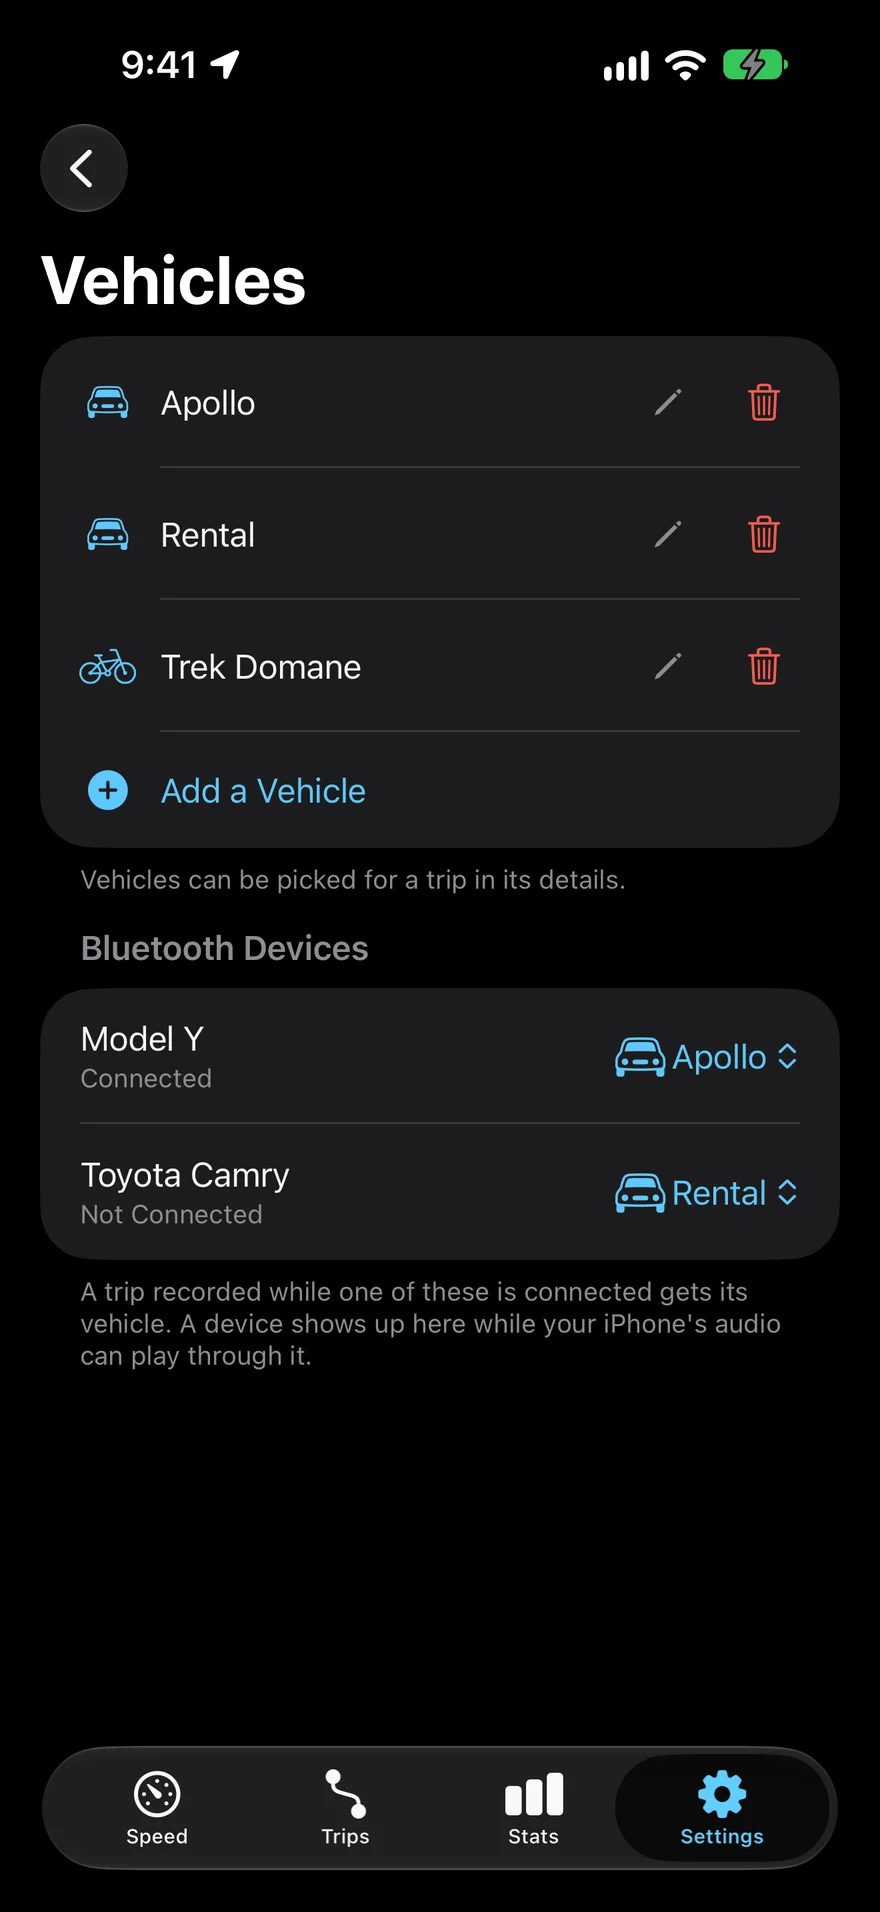 9:41
Vehicles
Apollo
Rental
Trek Domane
Add a Vehicle
Vehicles can be picked for a trip in its details.
Bluetooth Devices
Model Y
Connected
Apollo
Toyota Camry
Not Connected
Rental
A trip recorded while one of these is connected gets its
vehicle. A device shows up here while your iPhone's audio
can play through it.
Speed
Trips
Stats
Settings